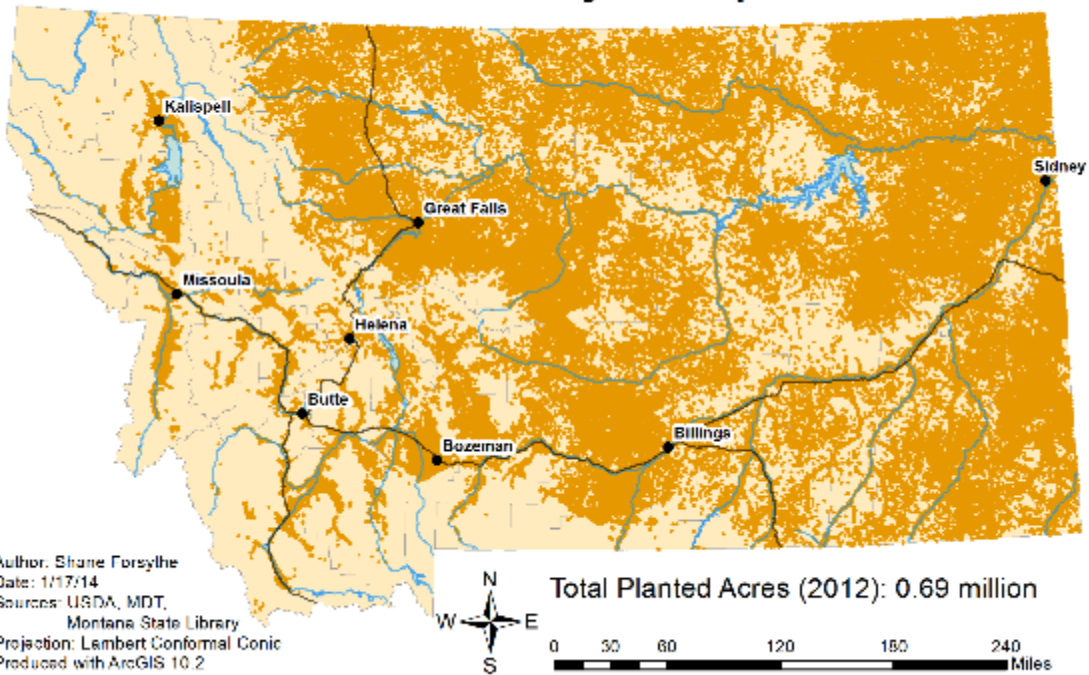 Kalispell
Sidney
Great Falls
Missoula
Helena
Butte
Billings
Bozeman
Author: Shane Forsythe
Date: 1/17/14
Sources: USDA, MDT,
Montana State Library
Projection: Lambert Conformal Conic
Produced with ArcGIS 10.2
N
W E
S
Total Planted Acres (2012): 0.69 million
0 30 60 120 180 240
Miles